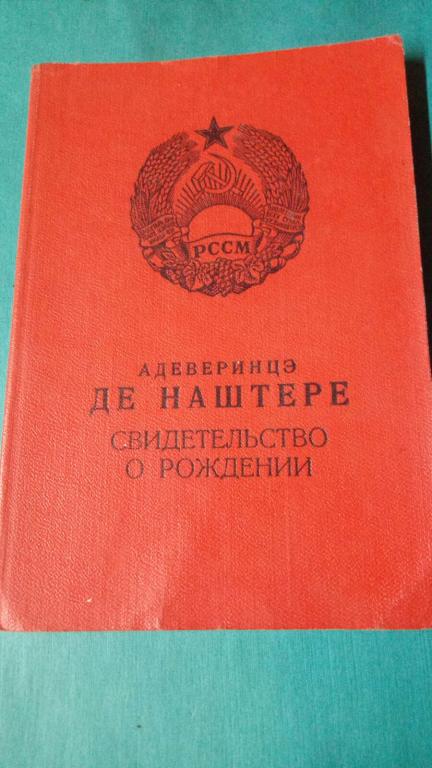 РССМ
АДЕВЕРИНЦЭ
ДЕ НАШТЕРЕ
СВИДЕТЕЛЬСТВО
О РОЖДЕНИИ